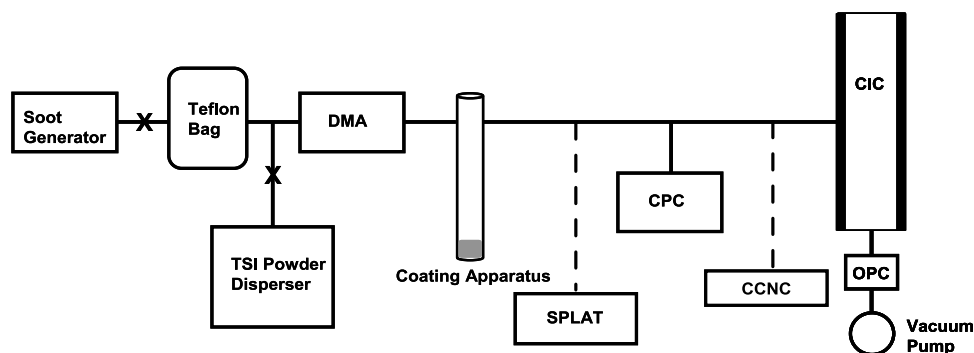 Soot
Generator
X
Teflon
Bag
X
TSI Powder
Disperser
DMA
Coating Apparatus
SPLAT
CPC
CCNC
CIC
OPC
Vacuum
Pump